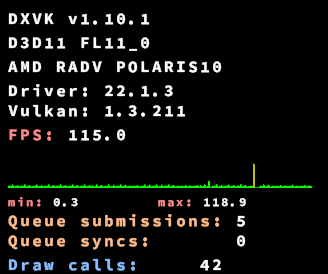 DXVK v1.10.1
D3D11 FL11_0
AMD RADV POLARIS10
Driver: 22.1.3
Vulkan: 1.3.211
FPS: 115.0
min: 0.3 max: 118.9
Queue submissions: 5
Queue syncs: 0
Draw calls: 42